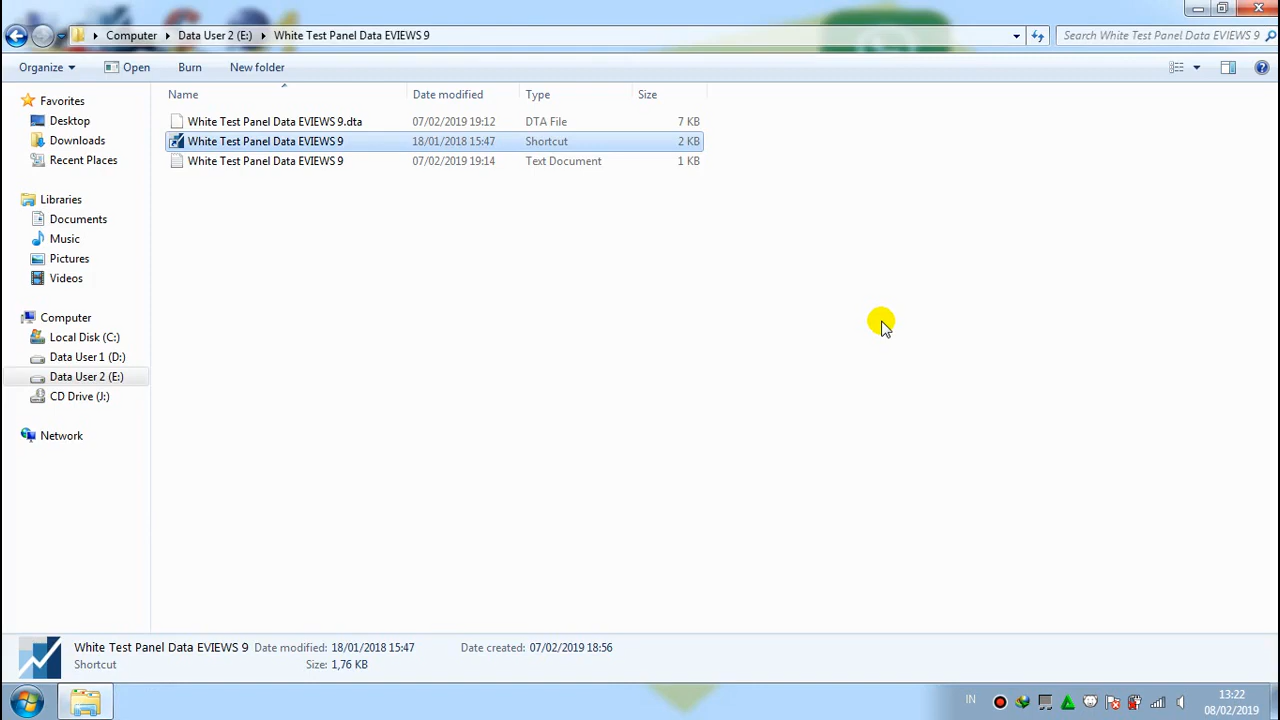 Computer Data User 2 (E:) White Test Panel Data EVIEWS 9
Search White Test Panel Data EVIEWS 9
Organize Open Burn New folder
Name Date modified Type Size
White Test Panel Data EVIEWS 9.dta 07/02/2019 19:12 DTA File 7 KB
White Test Panel Data EVIEWS 9 18/01/2018 15:47 Shortcut 2 KB
White Test Panel Data EVIEWS 9 07/02/2019 19:14 Text Document 1 KB
Favorites
Desktop
Downloads
Recent Places
Libraries
Documents
Music
Pictures
Videos
Computer
Local Disk (C:)
Data User 1 (D:)
Data User 2 (E:)
CD Drive (J:)
Network
White Test Panel Data EVIEWS 9 Date modified: 18/01/2018 15:47 Date created: 07/02/2019 18:56
Shortcut Size: 1,76 KB
IN
13:22
08/02/2019